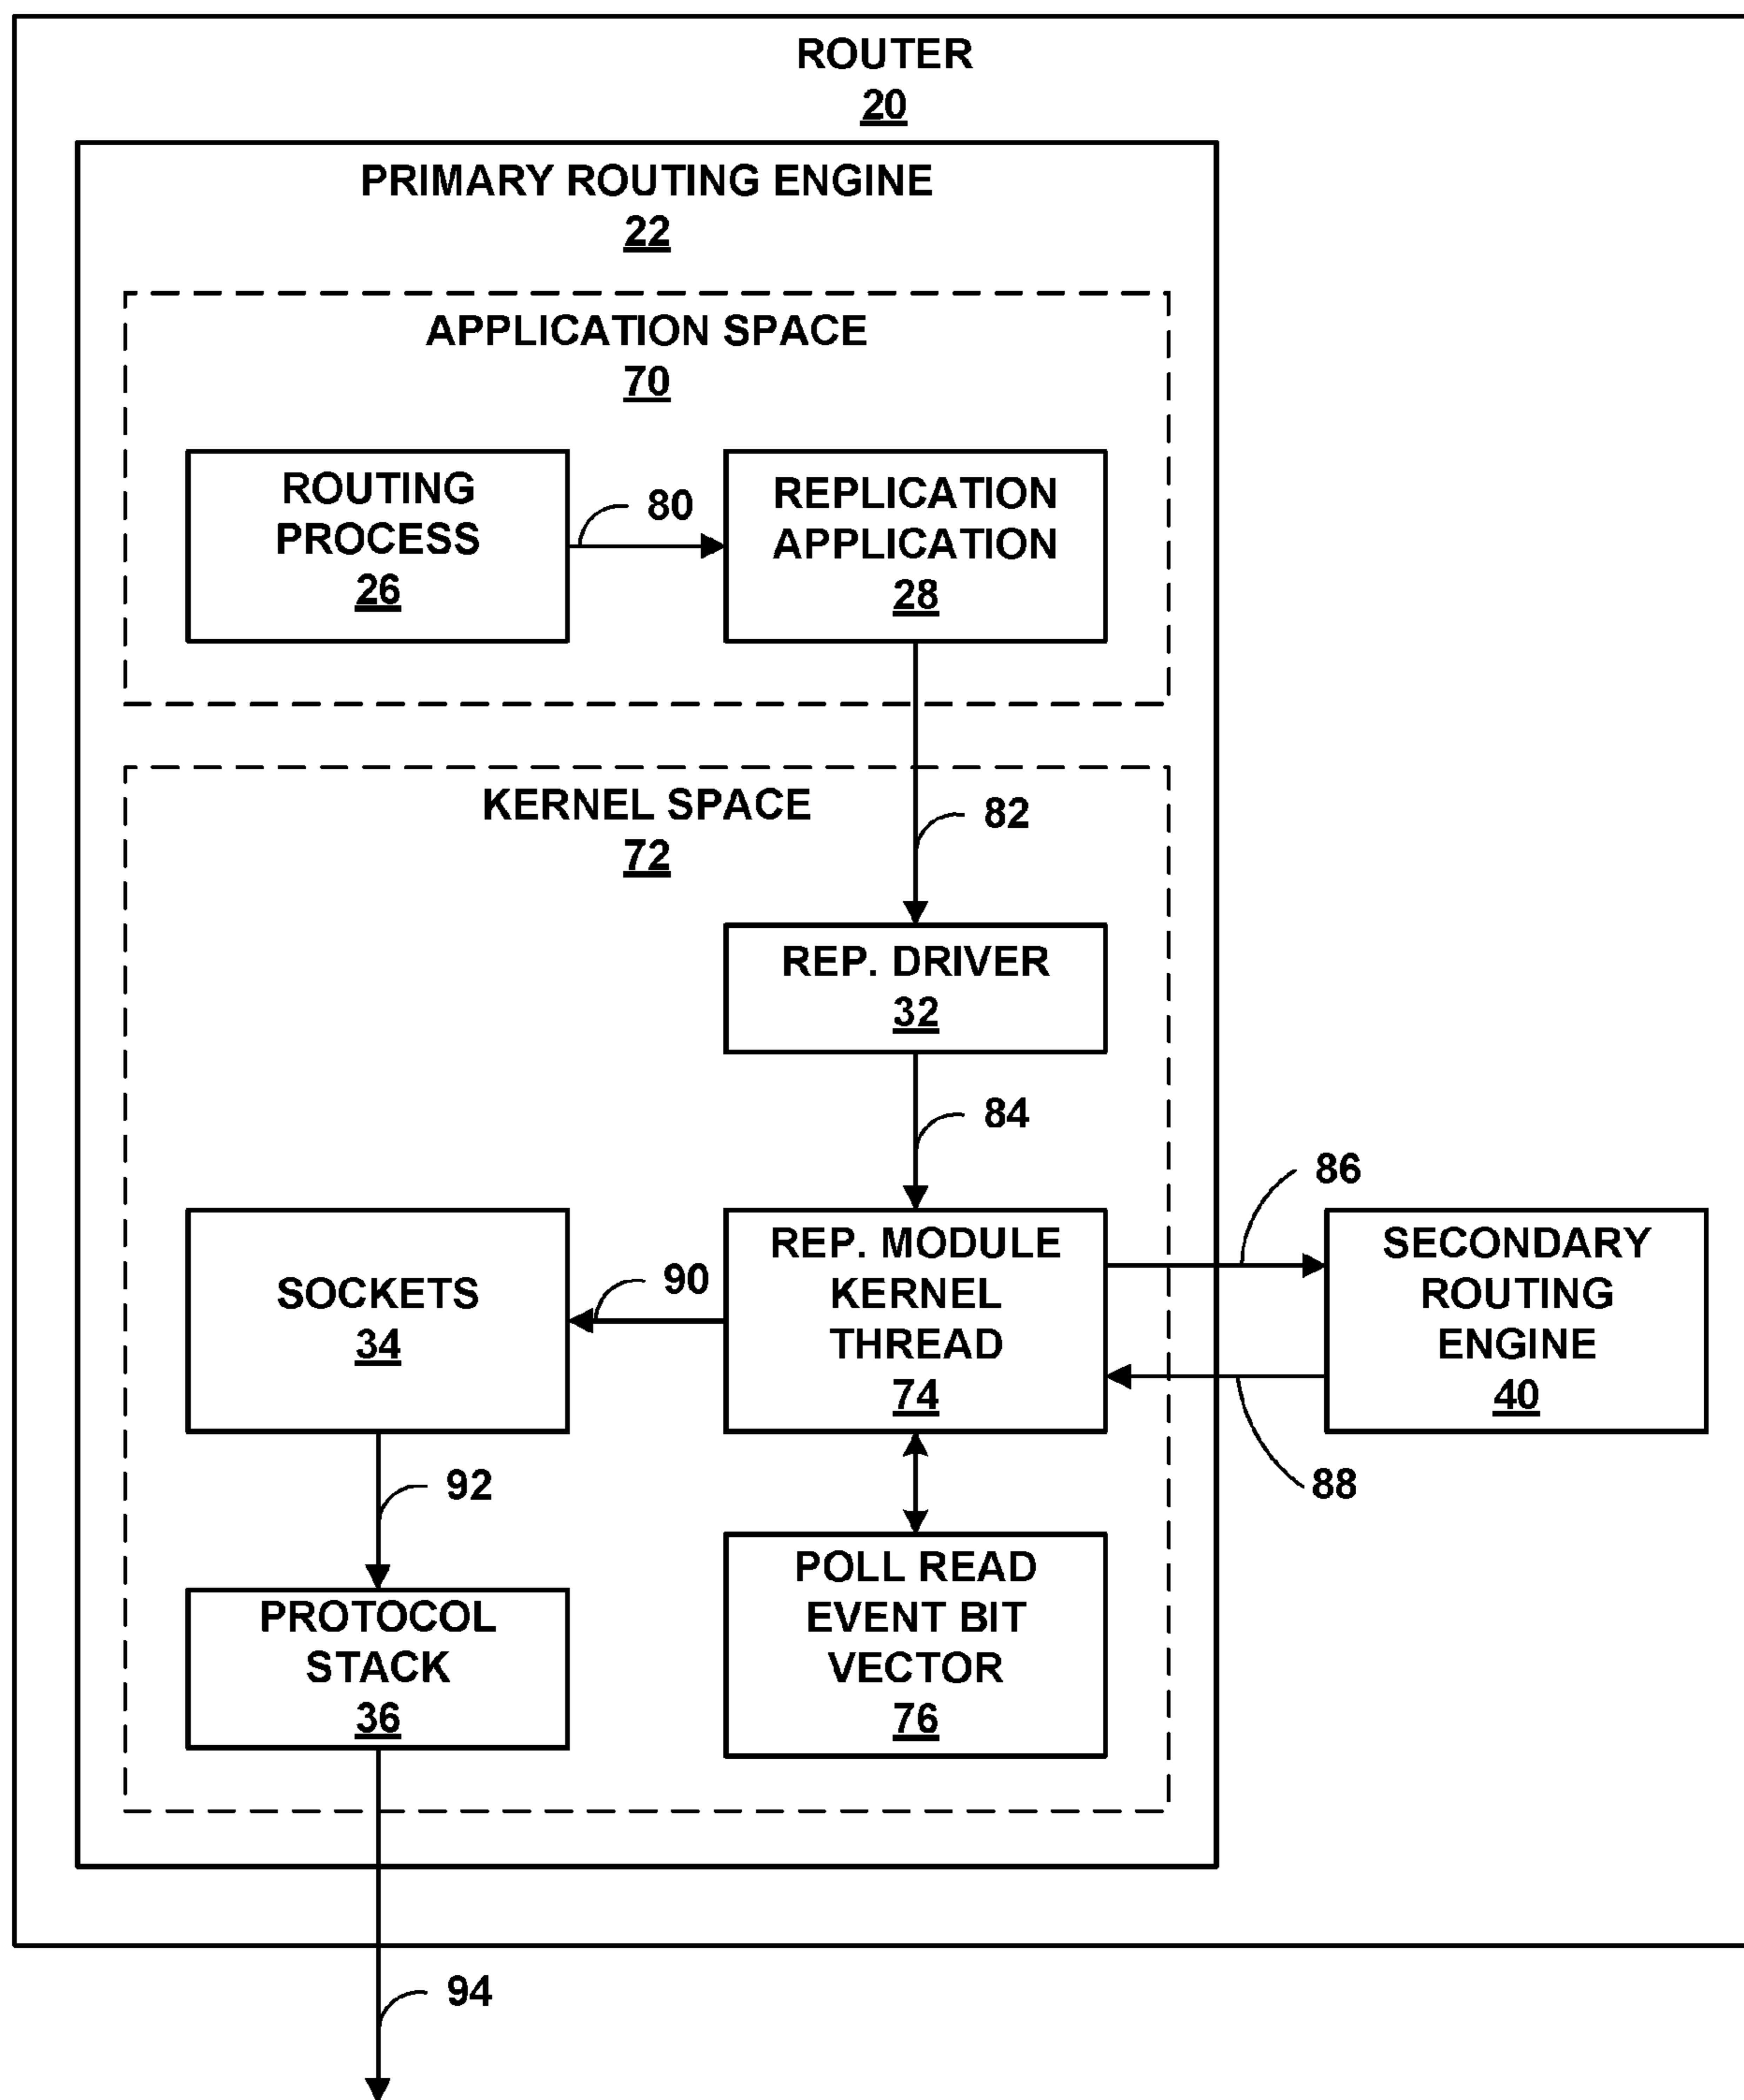 ROUTER
20
PRIMARY ROUTING ENGINE
22
APPLICATION SPACE
70
ROUTING
PROCESS
26
80
REPLICATION
APPLICATION
28
KERNEL SPACE
72
82
REP. DRIVER
32
84
SOCKETS
34
90
REP. MODULE
KERNEL
THREAD
74
86
SECONDARY
ROUTING
ENGINE
40
88
92
PROTOCOL
STACK
36
POLL READ
EVENT BIT
VECTOR
76
94